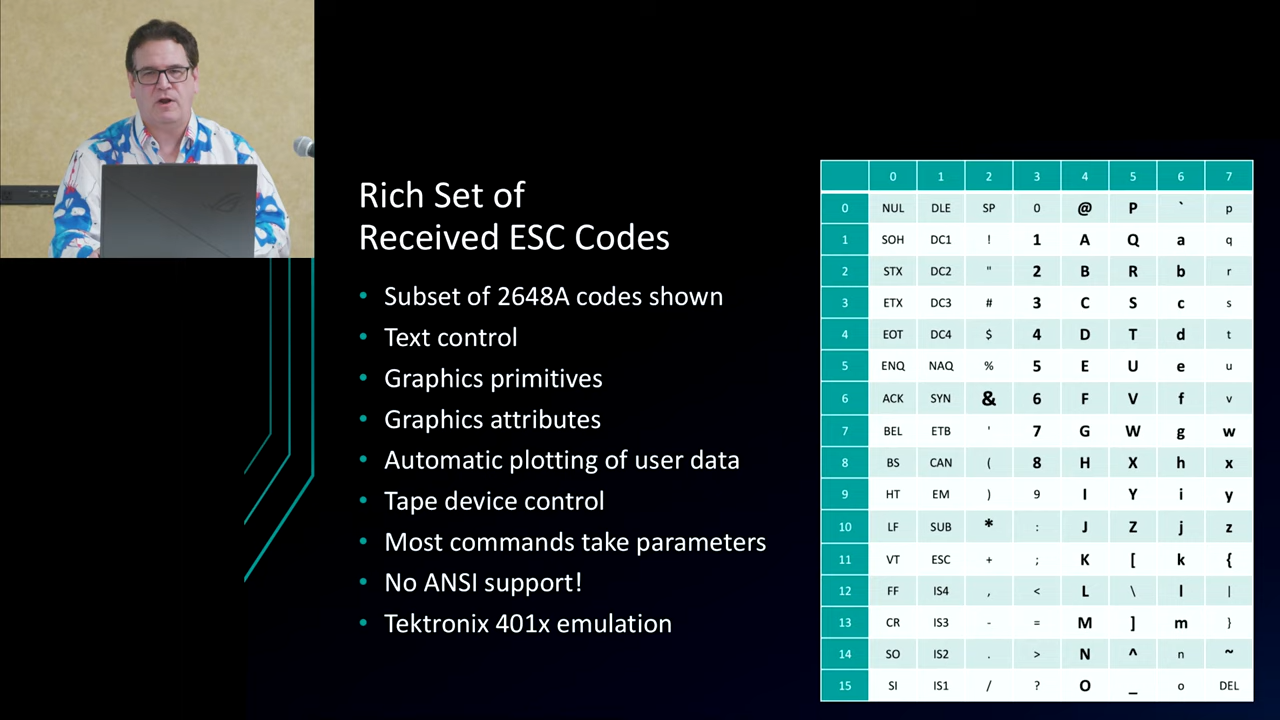 Rich Set of
Received ESC Codes
• Subset of 2648A codes shown
• Text control
• Graphics primitives
• Graphics attributes
• Automatic plotting of user data
• Tape device control
• Most commands take parameters
• No ANSI support!
• Tektronix 401x emulation
0 1 2 3 4 5 6 7
0 NUL DLE SP 0 @ P ` p
1 SOH DC1 ! 1 A Q a q
2 STX DC2 " 2 B R b r
3 ETX DC3 # 3 C S c s
4 EOT DC4 $ 4 D T d t
5 ENQ NAQ % 5 E U e u
6 ACK SYN & 6 F V f v
7 BEL ETB ' 7 G W g w
8 BS CAN ( 8 H X h x
9 HT EM ) 9 I Y i y
10 LF SUB * : J Z j z
11 VT ESC + ; K [ k {
12 FF IS4 , < L \ l |
13 CR IS3 - = M ] m }
14 SO IS2 . > N ^ n ~
15 SI IS1 / ? O _ o DEL